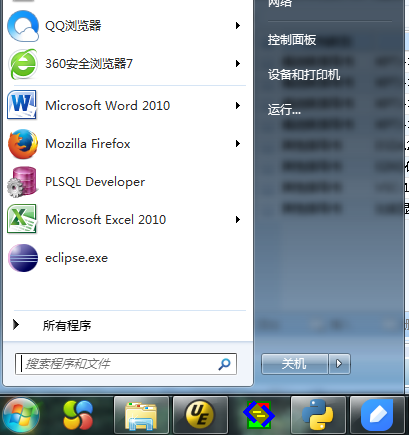 网络
QQ浏览器
控制面板
360安全浏览器7
设备和打印机
Microsoft Word 2010
运行...
Mozilla Firefox
PLSQL Developer
Microsoft Excel 2010
eclipse.exe
所有程序
搜索程序和文件
关机
UE